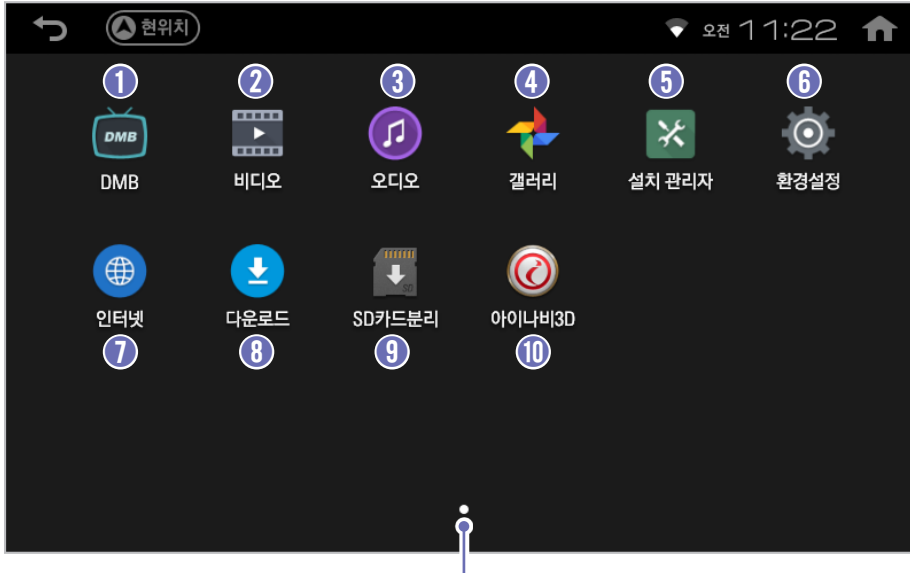 현위치 오전 11:22
1 2 3 4 5 6
DMB
DMB 비디오 오디오 갤러리 설치 관리자 환경설정
SD
인터넷 다운로드 SD카드분리 아이나비3D
7 8 9 10